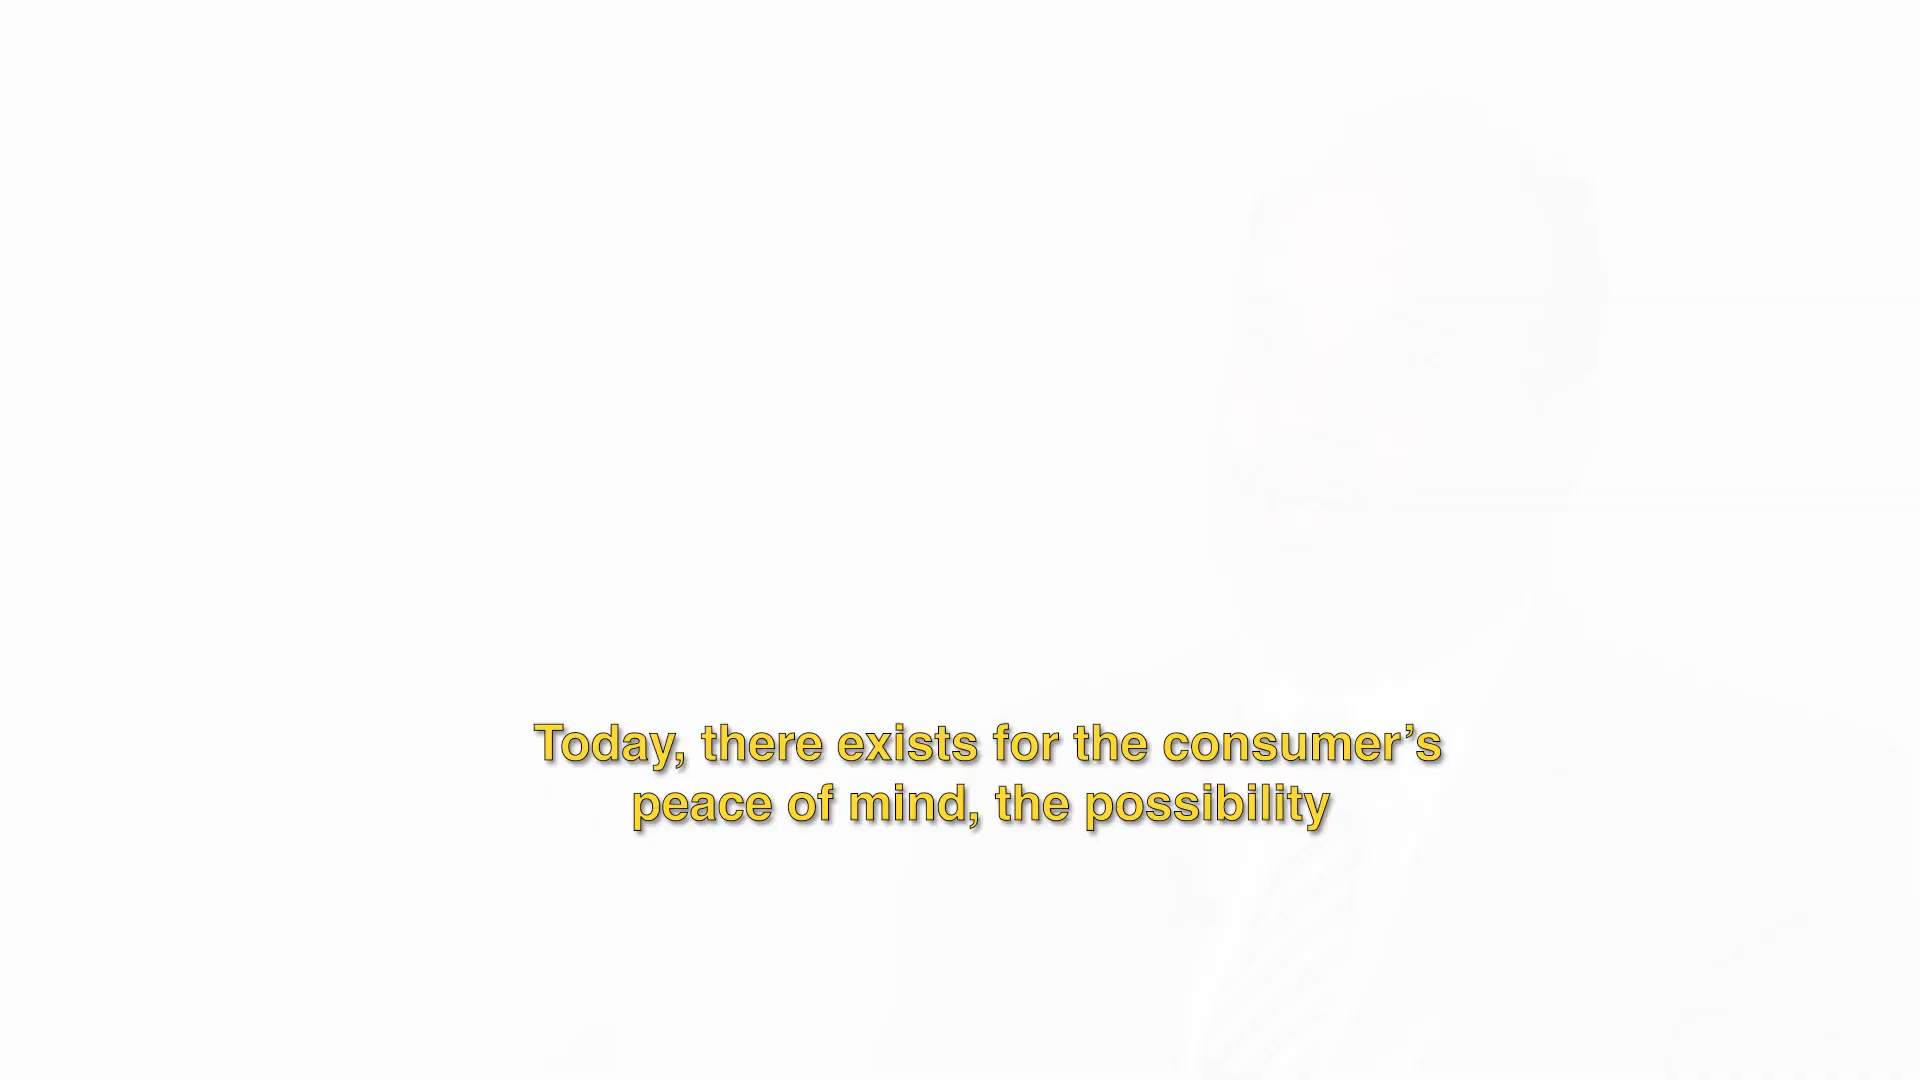 Today, there exists for the consumer’s
peace of mind, the possibility